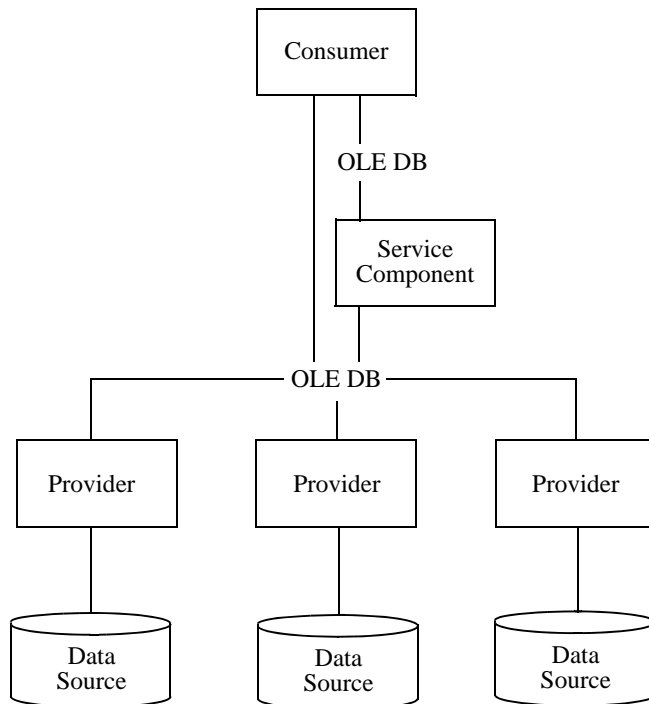 Consumer
OLE DB
Service
Component
OLE DB
Provider
Provider
Provider
Data
Source
Data
Source
Data
Source